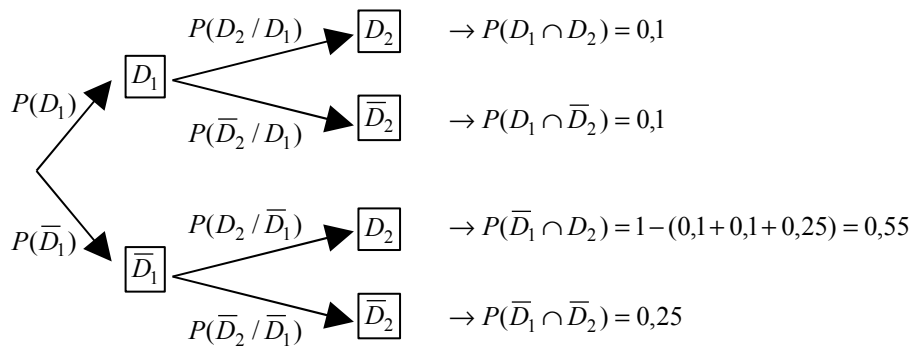 P(D₂ / D₁) D₂ → P(D₁ ∩ D₂) = 0,1
D₁
P(D₁)
P(D̅₂ / D₁) D̅₂ → P(D₁ ∩ D̅₂) = 0,1
P(D̅₁) P(D₂ / D̅₁) D₂ → P(D̅₁ ∩ D₂) = 1 − (0,1 + 0,1 + 0,25) = 0,55
D̅₁
P(D̅₂ / D̅₁) D̅₂ → P(D̅₁ ∩ D̅₂) = 0,25